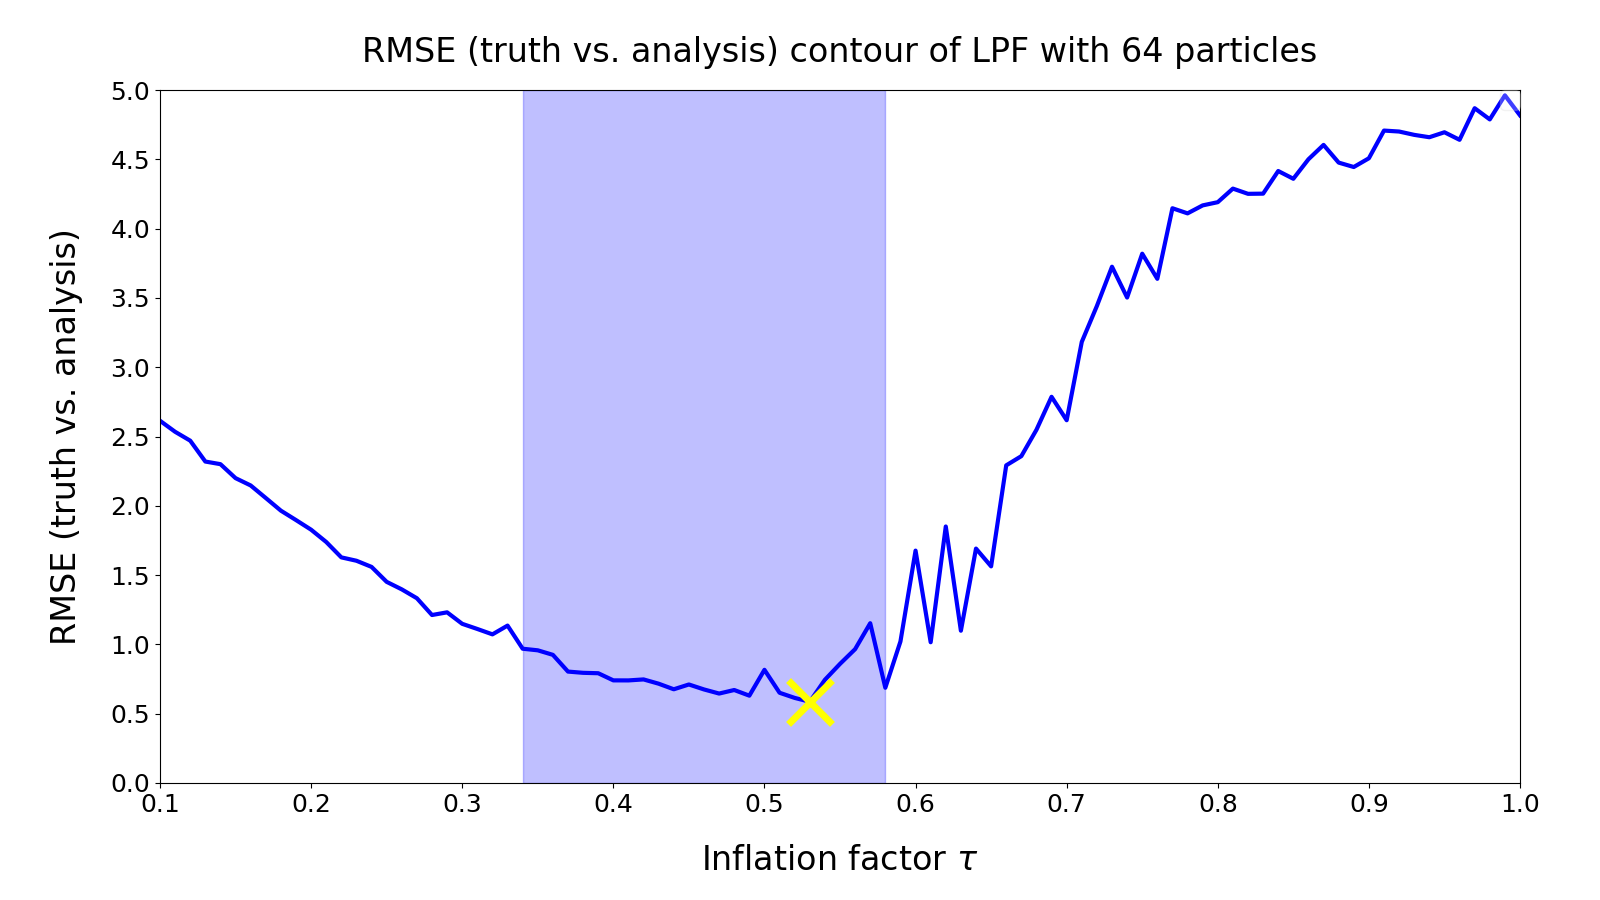 RMSE (truth vs. analysis) contour of LPF with 64 particles
RMSE (truth vs. analysis)
5.0
4.5
4.0
3.5
3.0
2.5
2.0
1.5
1.0
0.5
0.0
0.1 0.2 0.3 0.4 0.5 0.6 0.7 0.8 0.9 1.0
Inflation factor τ